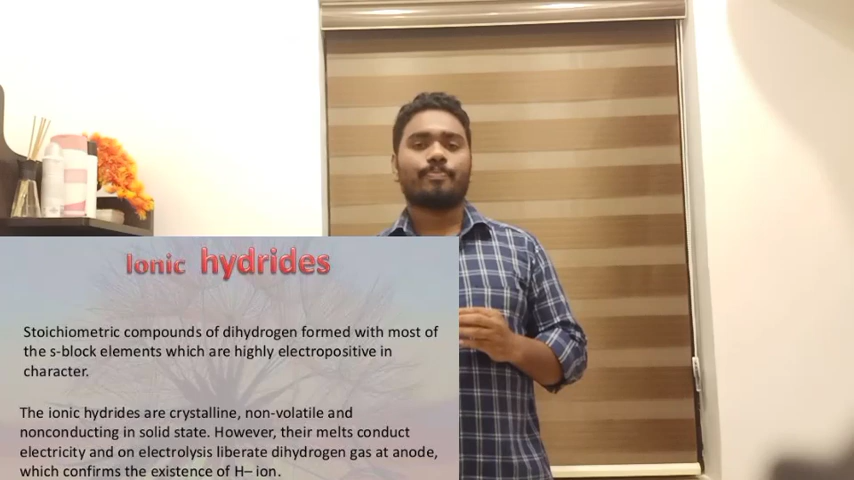 Ionic hydrides
Stoichiometric compounds of dihydrogen formed with most of
the s-block elements which are highly electropositive in
character.
The ionic hydrides are crystalline, non-volatile and
nonconducting in solid state. However, their melts conduct
electricity and on electrolysis liberate dihydrogen gas at anode,
which confirms the existence of H– ion.